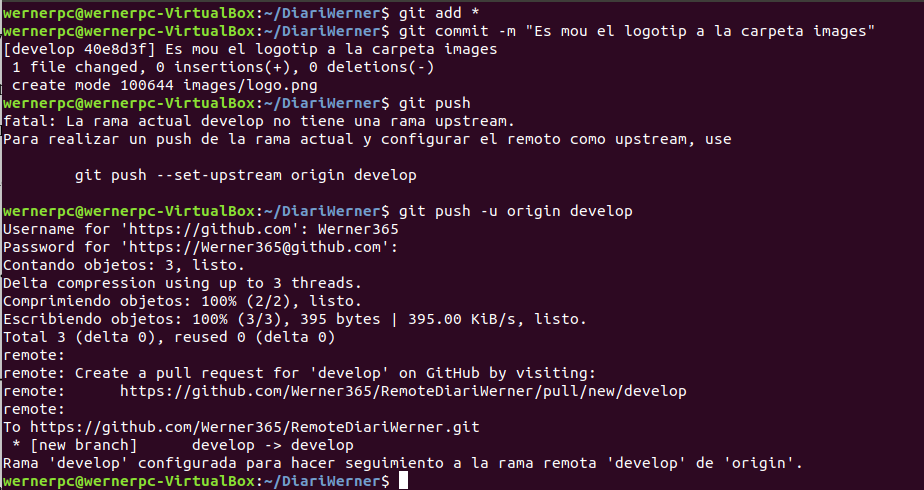 wernerpc@wernerpc-VirtualBox:~/DiariWerner$ git add *
wernerpc@wernerpc-VirtualBox:~/DiariWerner$ git commit -m "Es mou el logotip a la carpeta images"
[develop 40e8d3f] Es mou el logotip a la carpeta images
 1 file changed, 0 insertions(+), 0 deletions(-)
 create mode 100644 images/logo.png
wernerpc@wernerpc-VirtualBox:~/DiariWerner$ git push
fatal: La rama actual develop no tiene una rama upstream.
Para realizar un push de la rama actual y configurar el remoto como upstream, use
        git push --set-upstream origin develop
wernerpc@wernerpc-VirtualBox:~/DiariWerner$ git push -u origin develop
Username for 'https://github.com': Werner365
Password for 'https://Werner365@github.com':
Contando objetos: 3, listo.
Delta compression using up to 3 threads.
Comprimiendo objetos: 100% (2/2), listo.
Escribiendo objetos: 100% (3/3), 395 bytes | 395.00 KiB/s, listo.
Total 3 (delta 0), reused 0 (delta 0)
remote:
remote: Create a pull request for 'develop' on GitHub by visiting:
remote:      https://github.com/Werner365/RemoteDiariWerner/pull/new/develop
remote:
To https://github.com/Werner365/RemoteDiariWerner.git
 * [new branch]      develop -> develop
Rama 'develop' configurada para hacer seguimiento a la rama remota 'develop' de 'origin'.
wernerpc@wernerpc-VirtualBox:~/DiariWerner$